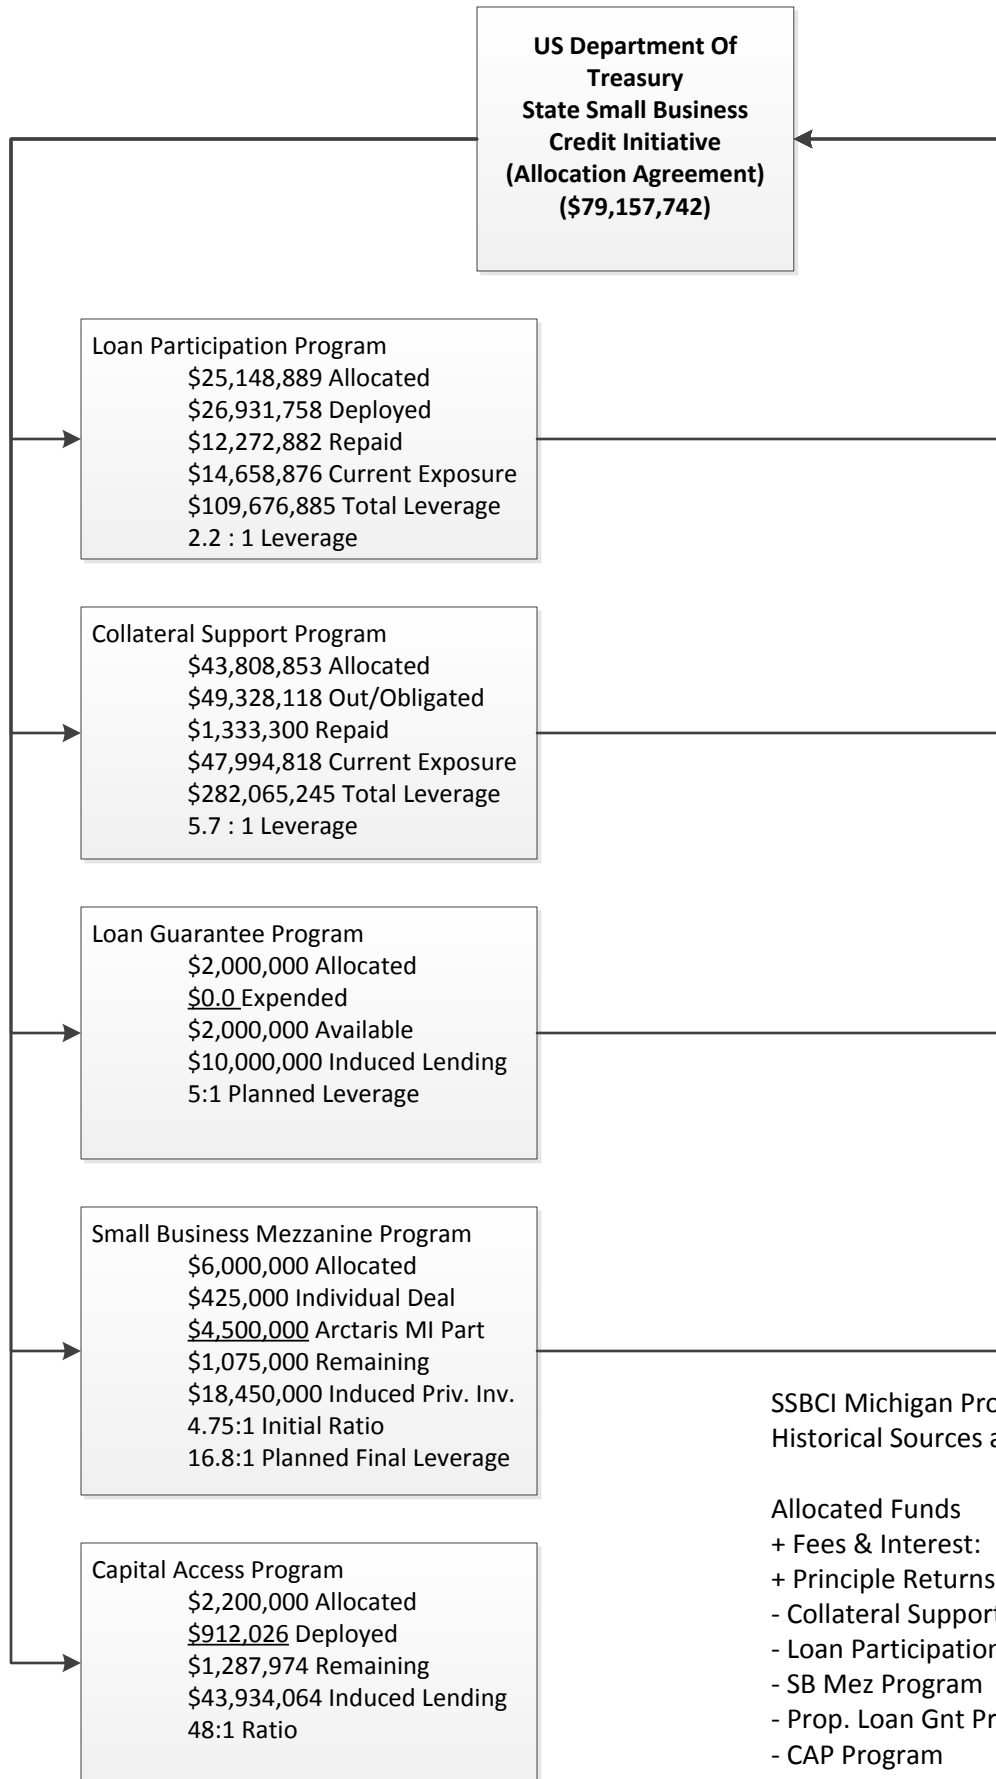 US Department Of
Treasury
State Small Business
Credit Initiative
(Allocation Agreement)
($79,157,742)
Loan Participation Program
$25,148,889 Allocated
$26,931,758 Deployed
$12,272,882 Repaid
$14,658,876 Current Exposure
$109,676,885 Total Leverage
2.2 : 1 Leverage
Collateral Support Program
$43,808,853 Allocated
$49,328,118 Out/Obligated
$1,333,300 Repaid
$47,994,818 Current Exposure
$282,065,245 Total Leverage
5.7 : 1 Leverage
Loan Guarantee Program
$2,000,000 Allocated
$0.0 Expended
$2,000,000 Available
$10,000,000 Induced Lending
5:1 Planned Leverage
Small Business Mezzanine Program
$6,000,000 Allocated
$425,000 Individual Deal
$4,500,000 Arctaris MI Part
$1,075,000 Remaining
$18,450,000 Induced Priv. Inv.
4.75:1 Initial Ratio
16.8:1 Planned Final Leverage
Capital Access Program
$2,200,000 Allocated
$912,026 Deployed
$1,287,974 Remaining
$43,934,064 Induced Lending
48:1 Ratio
SSBCI Michigan Pro
Historical Sources a
Allocated Funds
+ Fees & Interest:
+ Principle Returns
- Collateral Support
- Loan Participation
- SB Mez Program
- Prop. Loan Gnt Pr
- CAP Program